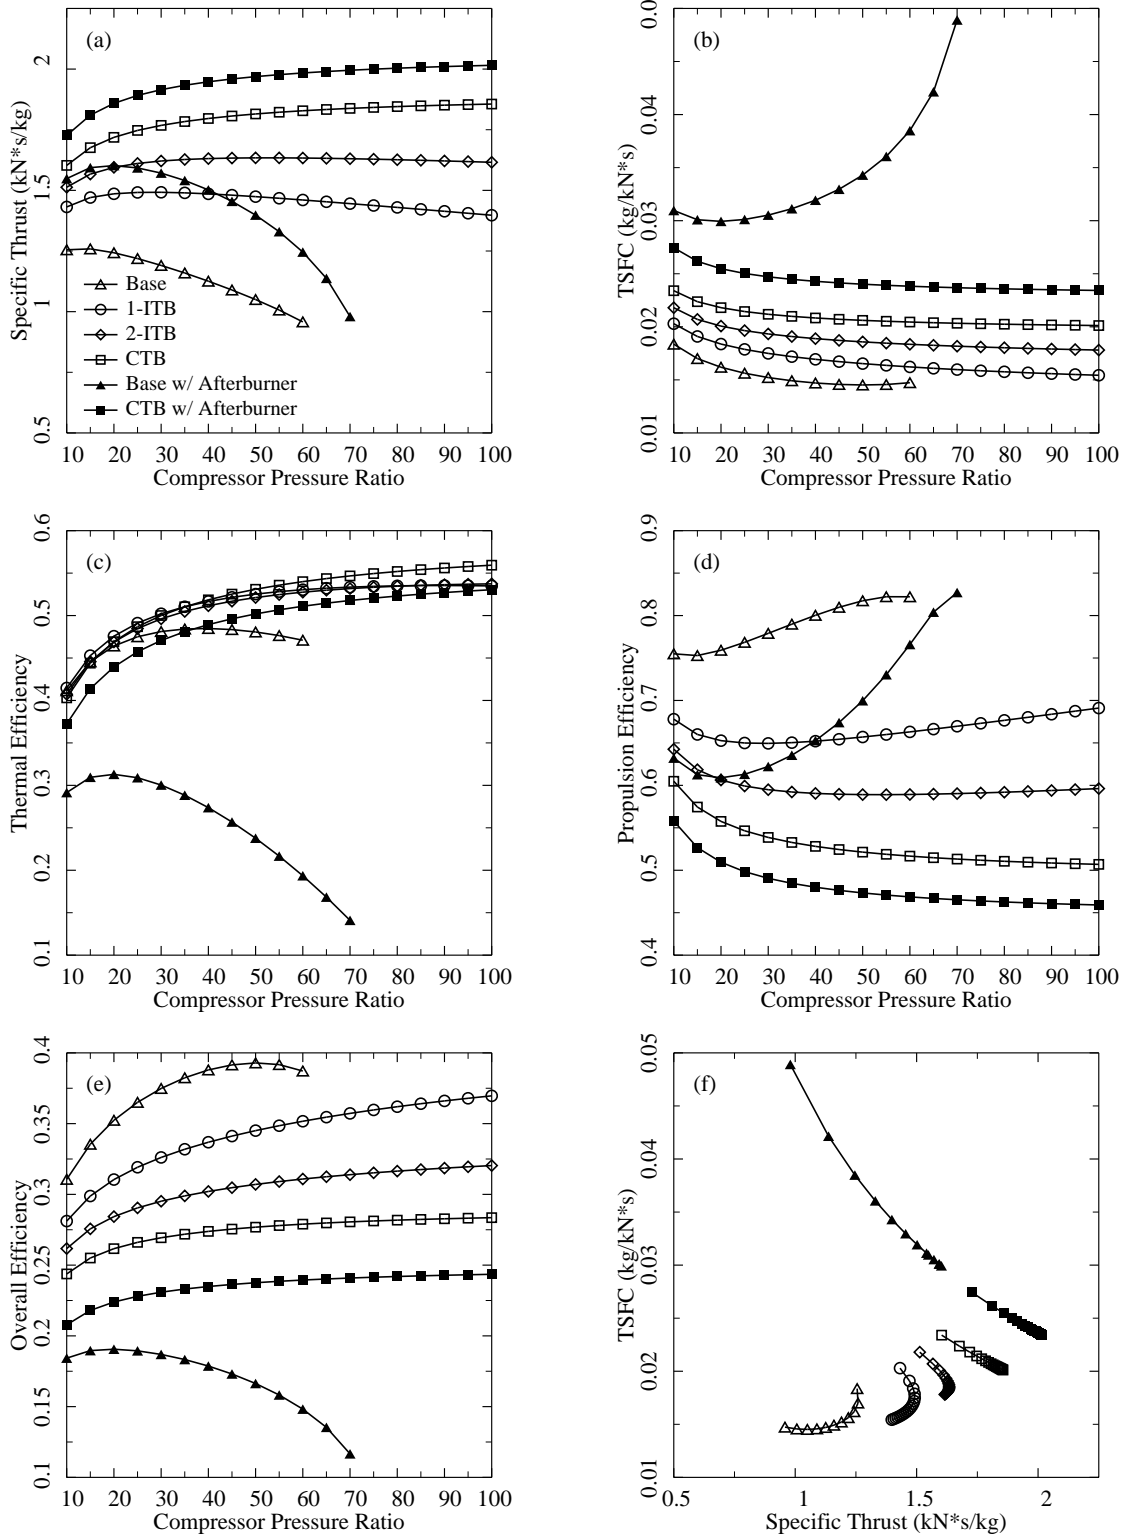 (a)
2
1.5
1
0.5
Specific Thrust (kN*s/kg)
Base
1-ITB
2-ITB
CTB
Base w/ Afterburner
CTB w/ Afterburner
10 20 30 40 50 60 70 80 90 100
Compressor Pressure Ratio
(b)
0.04
0.03
0.02
0.01
TSFC (kg/kN*s)
10 20 30 40 50 60 70 80 90 100
Compressor Pressure Ratio
(c)
0.6
0.5
0.4
0.3
0.2
0.1
Thermal Efficiency
10 20 30 40 50 60 70 80 90 100
Compressor Pressure Ratio
(d)
0.9
0.8
0.7
0.6
0.5
0.4
Propulsion Efficiency
10 20 30 40 50 60 70 80 90 100
Compressor Pressure Ratio
(e)
0.4
0.35
0.3
0.25
0.2
0.15
0.1
Overall Efficiency
10 20 30 40 50 60 70 80 90 100
Compressor Pressure Ratio
(f)
0.05
0.04
0.03
0.02
0.01
TSFC (kg/kN*s)
0.5 1 1.5 2
Specific Thrust (kN*s/kg)